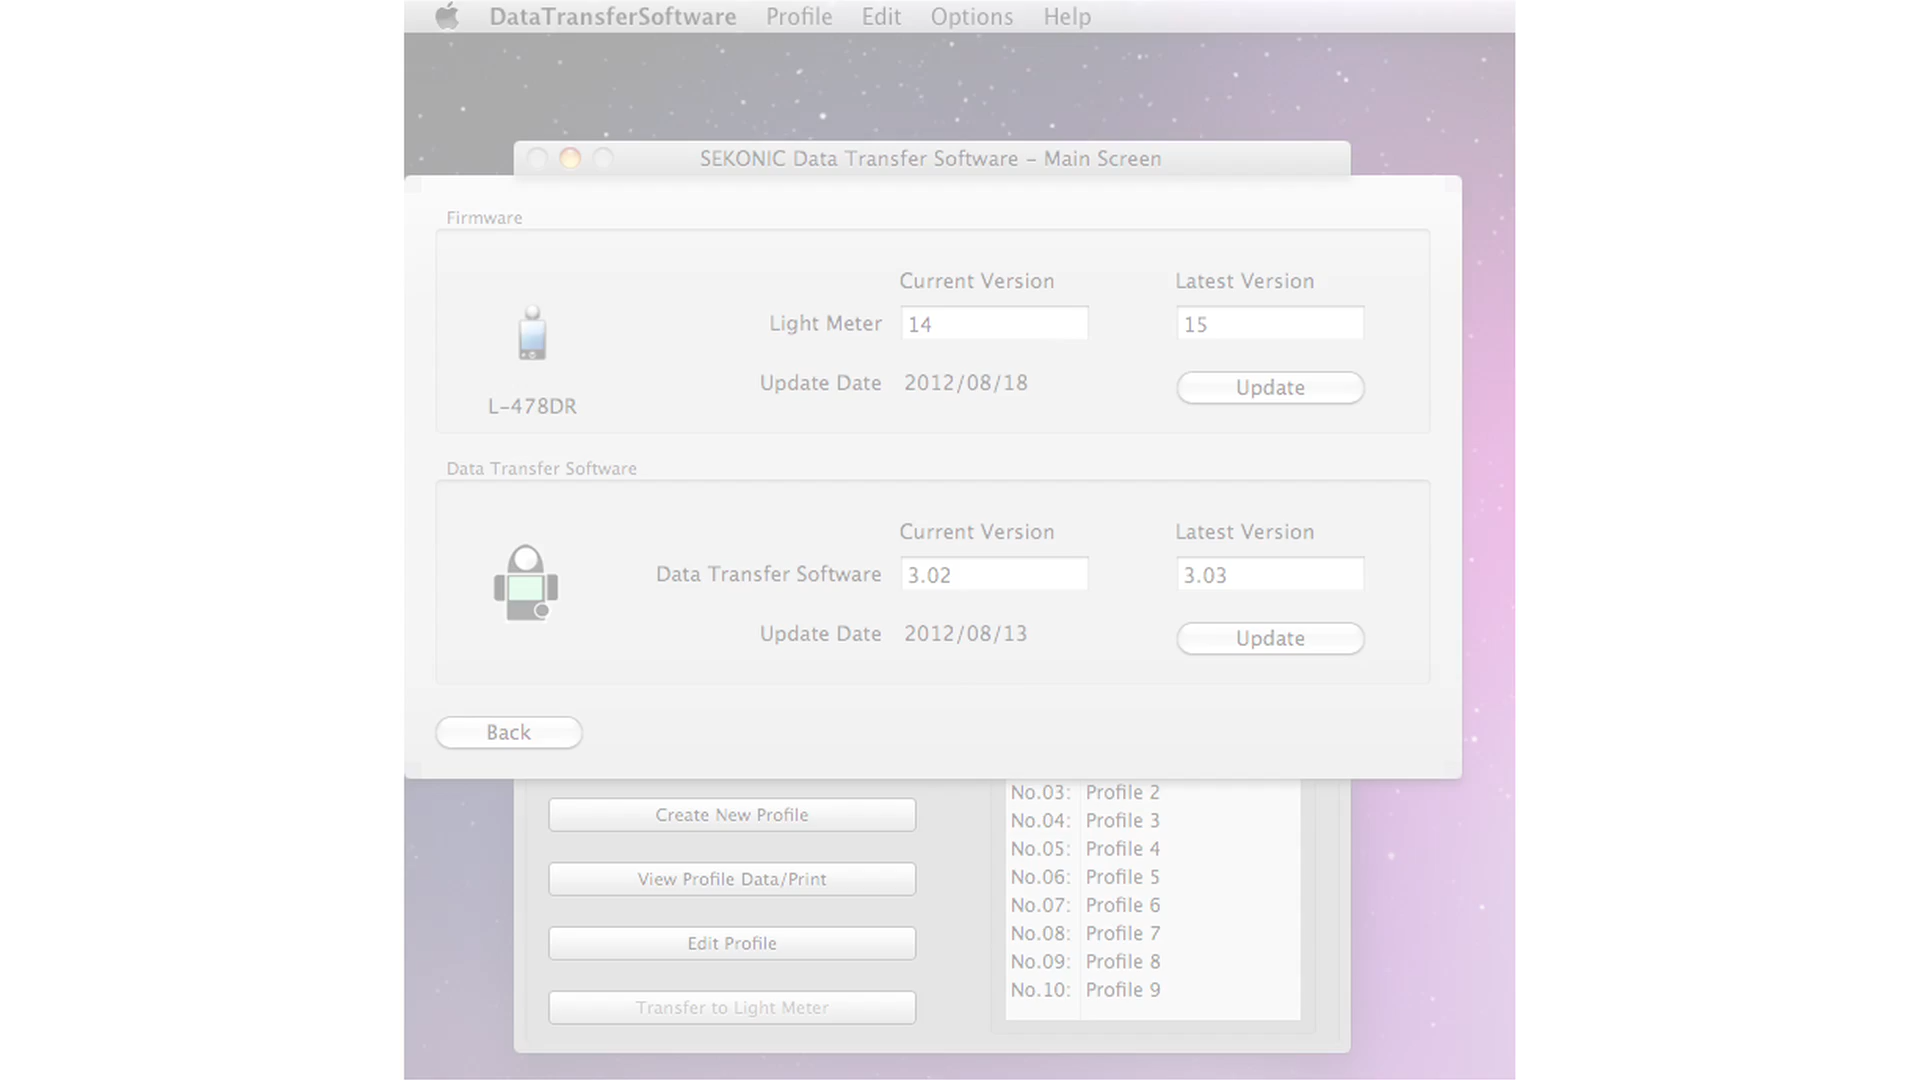 DataTransferSoftware Profile Edit Options Help
SEKONIC Data Transfer Software – Main Screen
Firmware
Current Version Latest Version
Light Meter 14 15
Update Date 2012/08/18 Update
L-478DR
Data Transfer Software
Current Version Latest Version
Data Transfer Software 3.02 3.03
Update Date 2012/08/13 Update
Back
Create New Profile
View Profile Data/Print
Edit Profile
Transfer to Light Meter
No.03: Profile 2
No.04: Profile 3
No.05: Profile 4
No.06: Profile 5
No.07: Profile 6
No.08: Profile 7
No.09: Profile 8
No.10: Profile 9